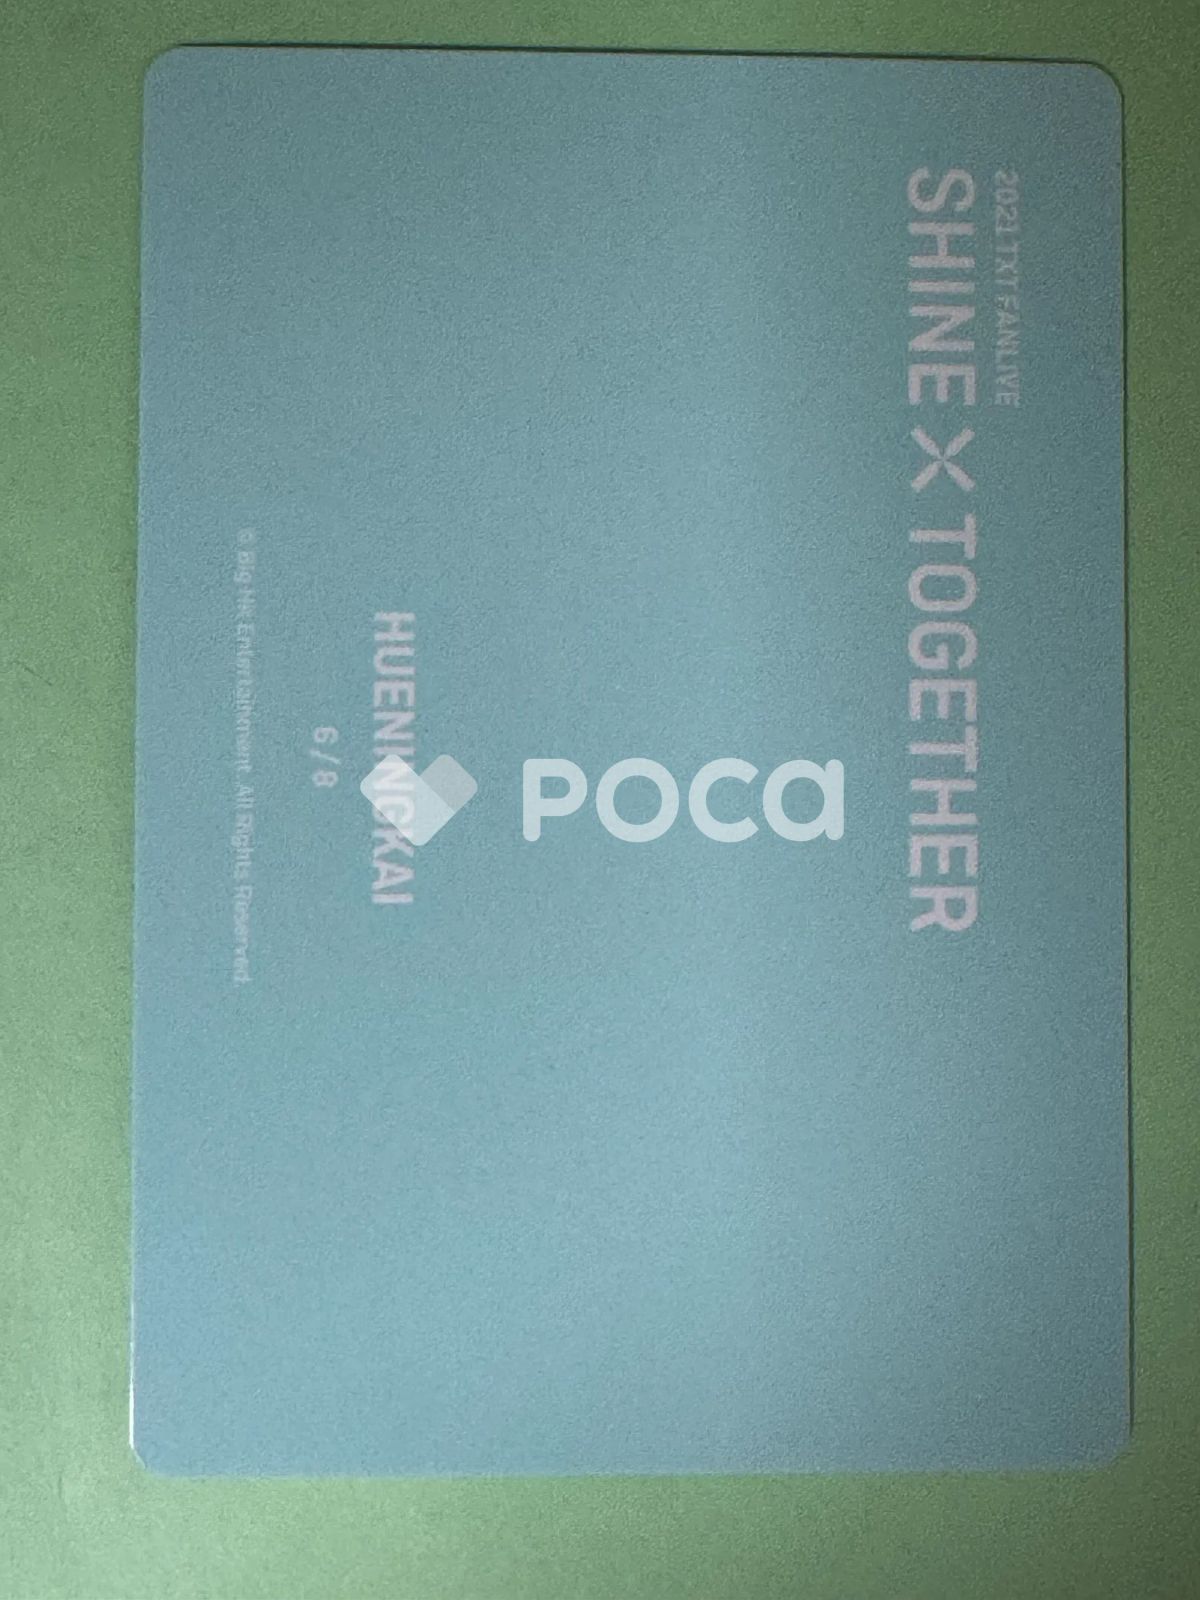 2021 TXT FANLIVE
SHINE X TOGETHER
HUENINGKAI
6 / 8
© Big Hit Entertainment. All Rights Reserved.
POCA